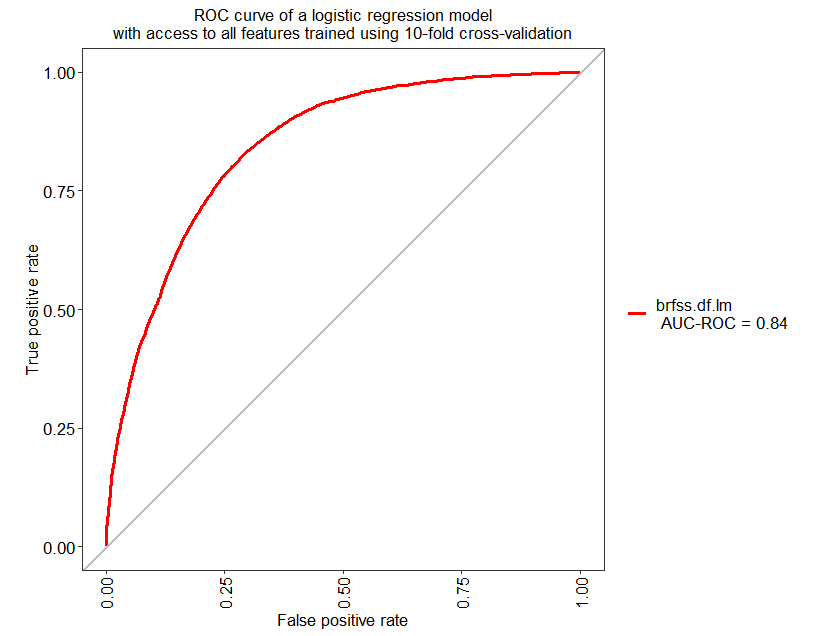 ROC curve of a logistic regression model
with access to all features trained using 10-fold cross-validation
1.00
0.75
0.50
0.25
0.00
True positive rate
0.00
0.25
0.50
0.75
1.00
False positive rate
brfss.df.lm
AUC-ROC = 0.84